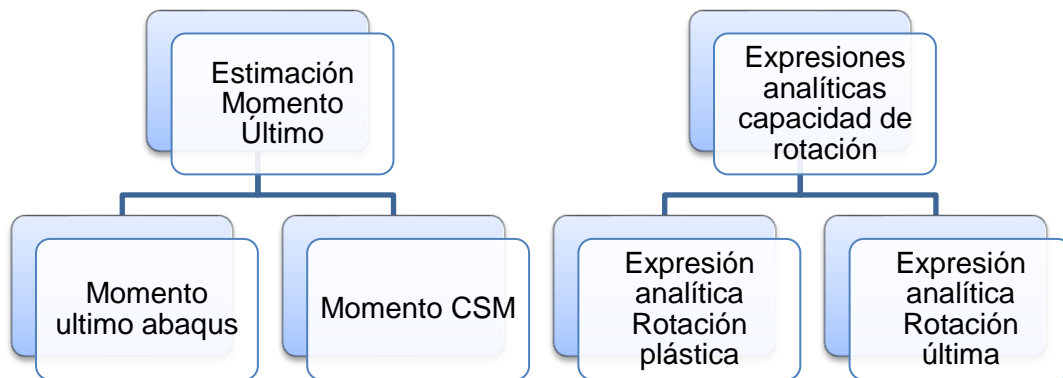 Estimación
Momento
Último
Expresiones
analíticas
capacidad de
rotación
Momento
ultimo abaqus
Momento CSM
Expresión
analítica
Rotación
plástica
Expresión
analítica
Rotación
última